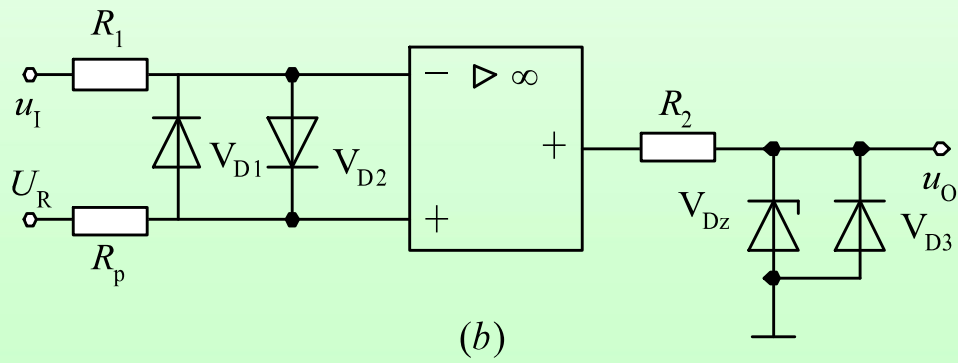 R1
uI
− ▷ ∞
VD1
VD2
UR
Rp
+
+
R2
uO
VDz
VD3
(b)